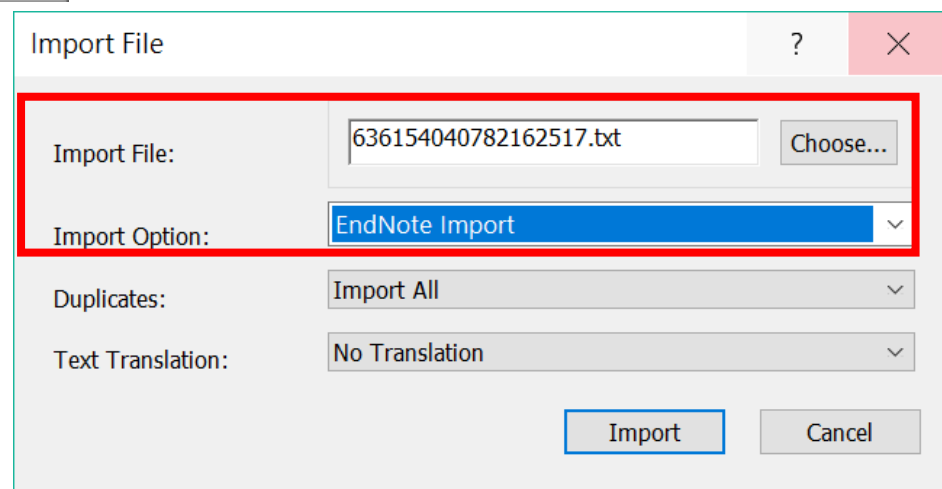 Import File
?
Import File:
636154040782162517.txt
Choose...
Import Option:
EndNote Import
Duplicates:
Import All
Text Translation:
No Translation
Import
Cancel